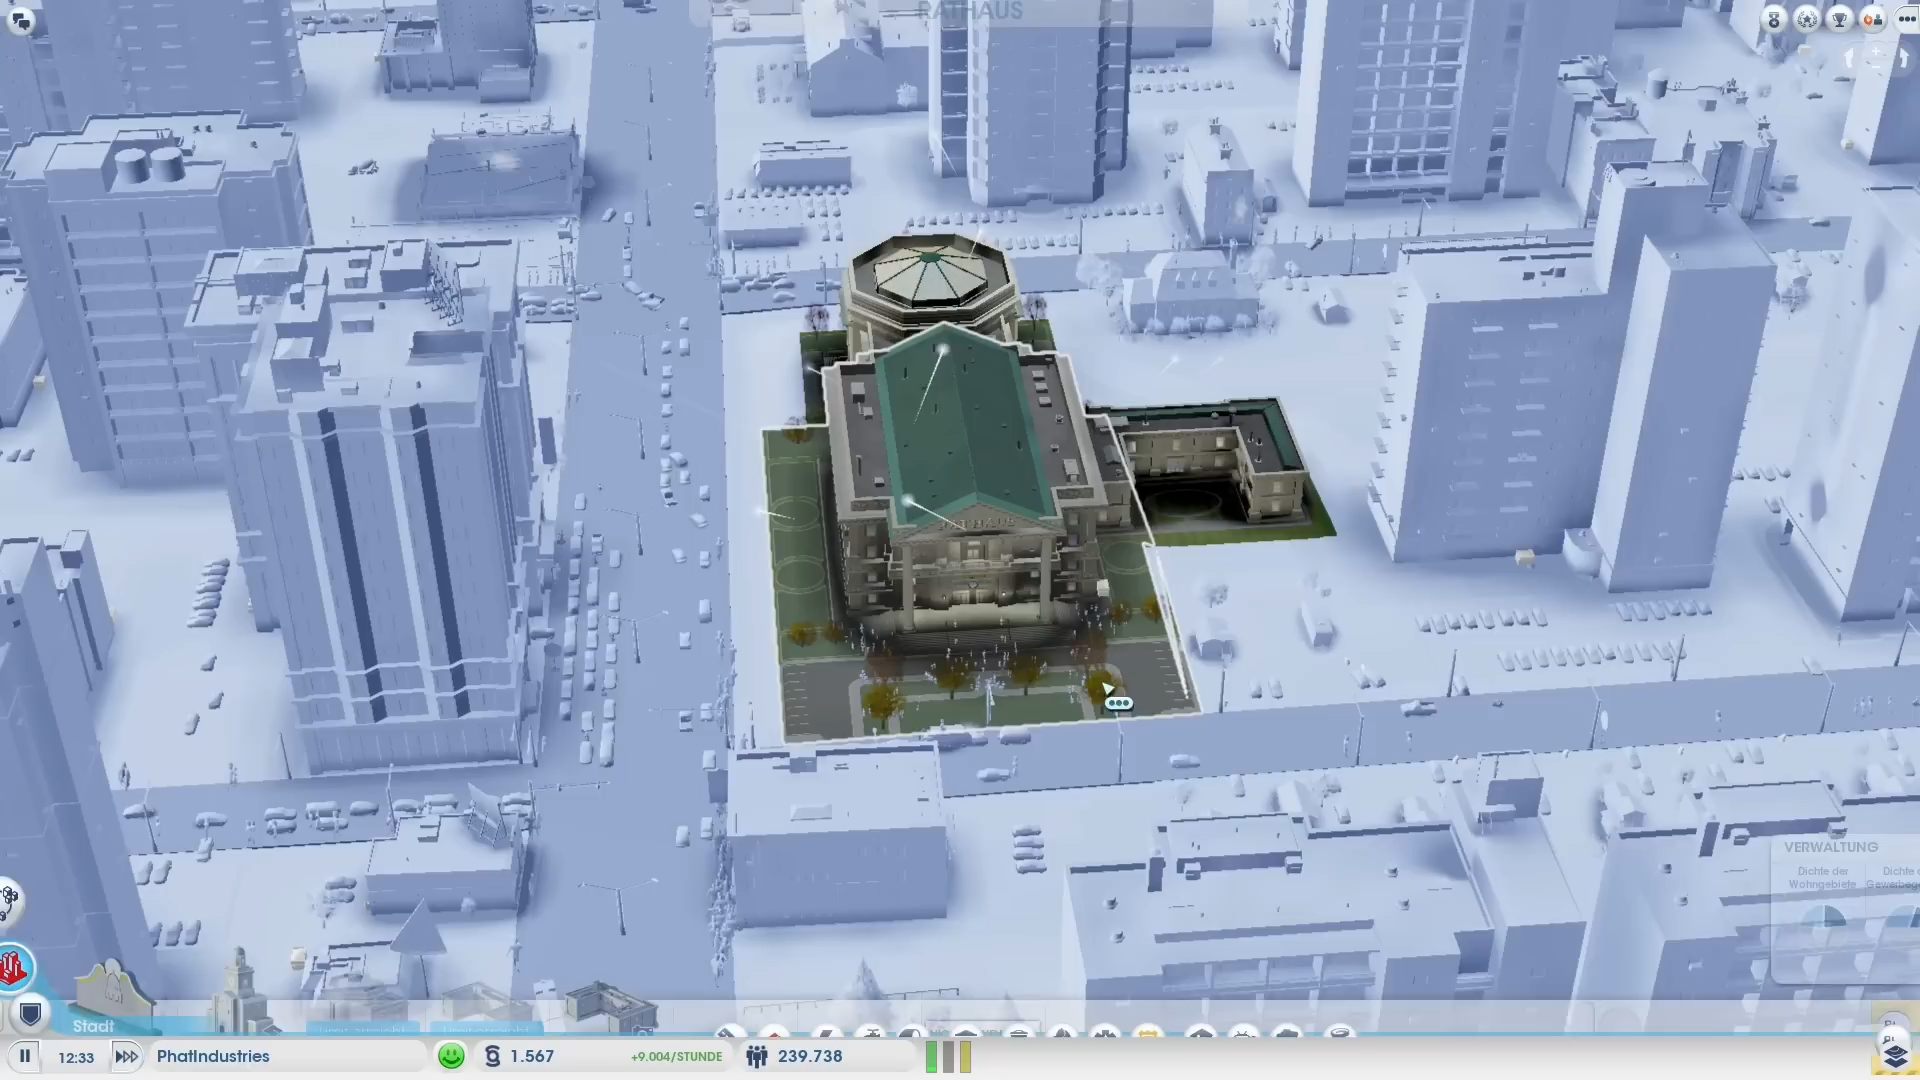 RATHAUS
RATHAUS
VERWALTUNG
Dichte der
Wohngebiete
Stadt
12:33
PhatIndustries
1.567
+9.004/STUNDE
239.738